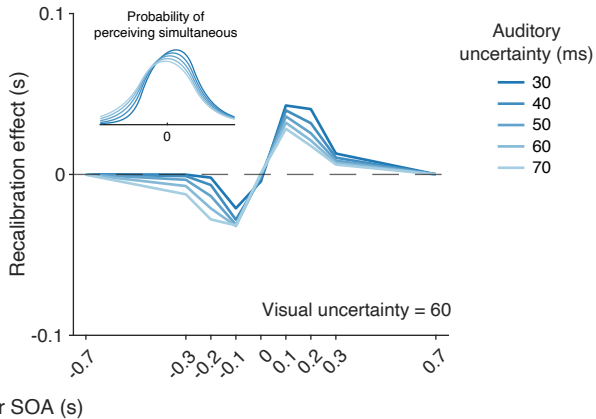 0.1
Probability of
perceiving simultaneous
0
Auditory
uncertainty (ms)
30
40
50
60
70
Recalibration effect (s)
0
Visual uncertainty = 60
-0.1
-0.7
-0.3
-0.2
-0.1
0
0.1
0.2
0.3
0.7
r SOA (s)